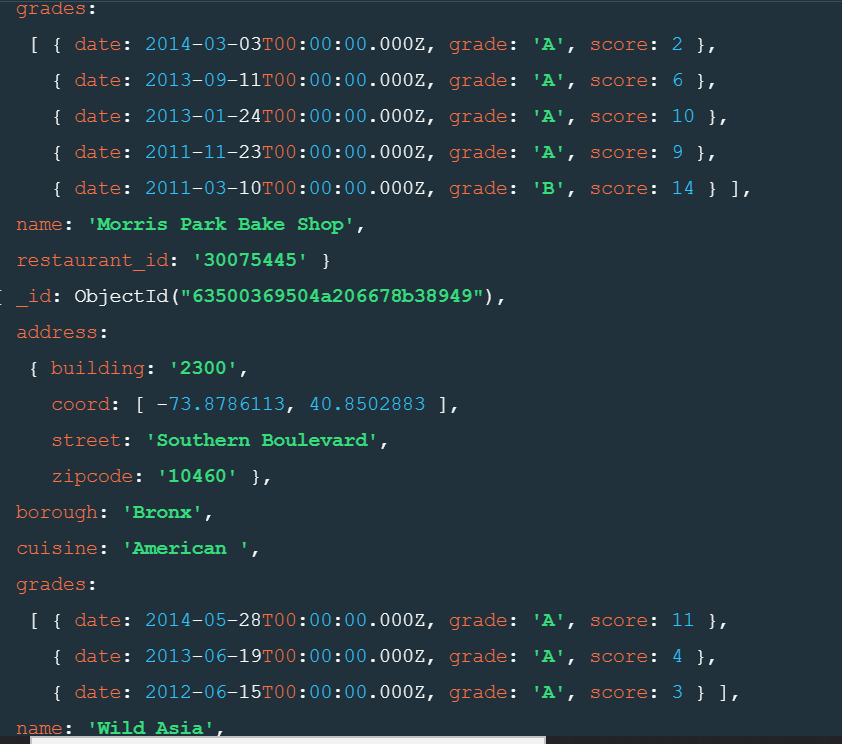 grades:
[ { date: 2014-03-03T00:00:00.000Z, grade: 'A', score: 2 },
{ date: 2013-09-11T00:00:00.000Z, grade: 'A', score: 6 },
{ date: 2013-01-24T00:00:00.000Z, grade: 'A', score: 10 },
{ date: 2011-11-23T00:00:00.000Z, grade: 'A', score: 9 },
{ date: 2011-03-10T00:00:00.000Z, grade: 'B', score: 14 } ],
name: 'Morris Park Bake Shop',
restaurant_id: '30075445' }
{ _id: ObjectId("63500369504a206678b38949"),
address:
{ building: '2300',
coord: [ -73.8786113, 40.8502883 ],
street: 'Southern Boulevard',
zipcode: '10460' },
borough: 'Bronx',
cuisine: 'American ',
grades:
[ { date: 2014-05-28T00:00:00.000Z, grade: 'A', score: 11 },
{ date: 2013-06-19T00:00:00.000Z, grade: 'A', score: 4 },
{ date: 2012-06-15T00:00:00.000Z, grade: 'A', score: 3 } ],
name: 'Wild Asia',